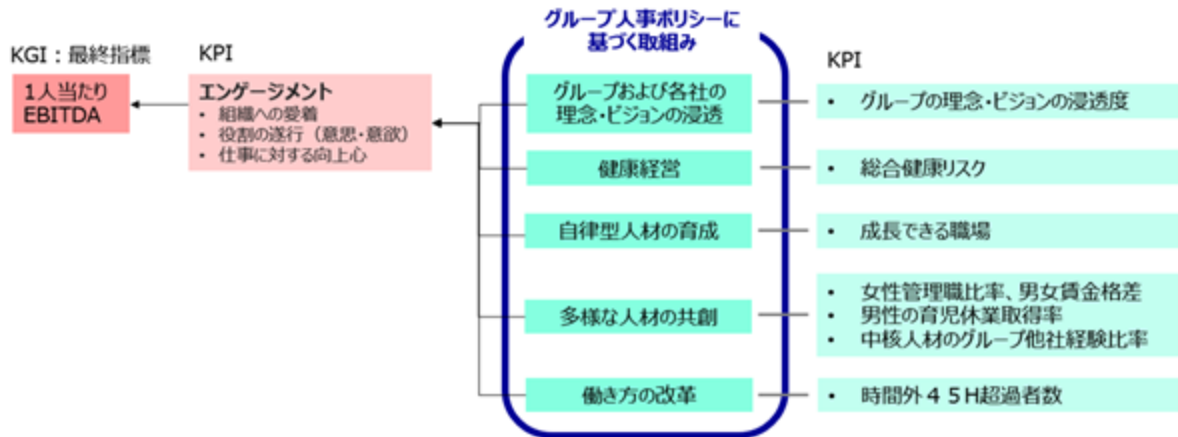 グループ人事ポリシーに
基づく取組み
KGI：最終指標
1人当たり
EBITDA
KPI
エンゲージメント
• 組織への愛着
• 役割の遂行（意思・意欲）
• 仕事に対する向上心
グループおよび各社の
理念・ビジョンの浸透
健康経営
自律型人材の育成
多様な人材の共創
働き方の改革
KPI
• グループの理念・ビジョンの浸透度
• 総合健康リスク
• 成長できる職場
• 女性管理職比率、男女賃金格差
• 男性の育児休業取得率
• 中核人材のグループ他社経験比率
• 時間外４５H超過者数